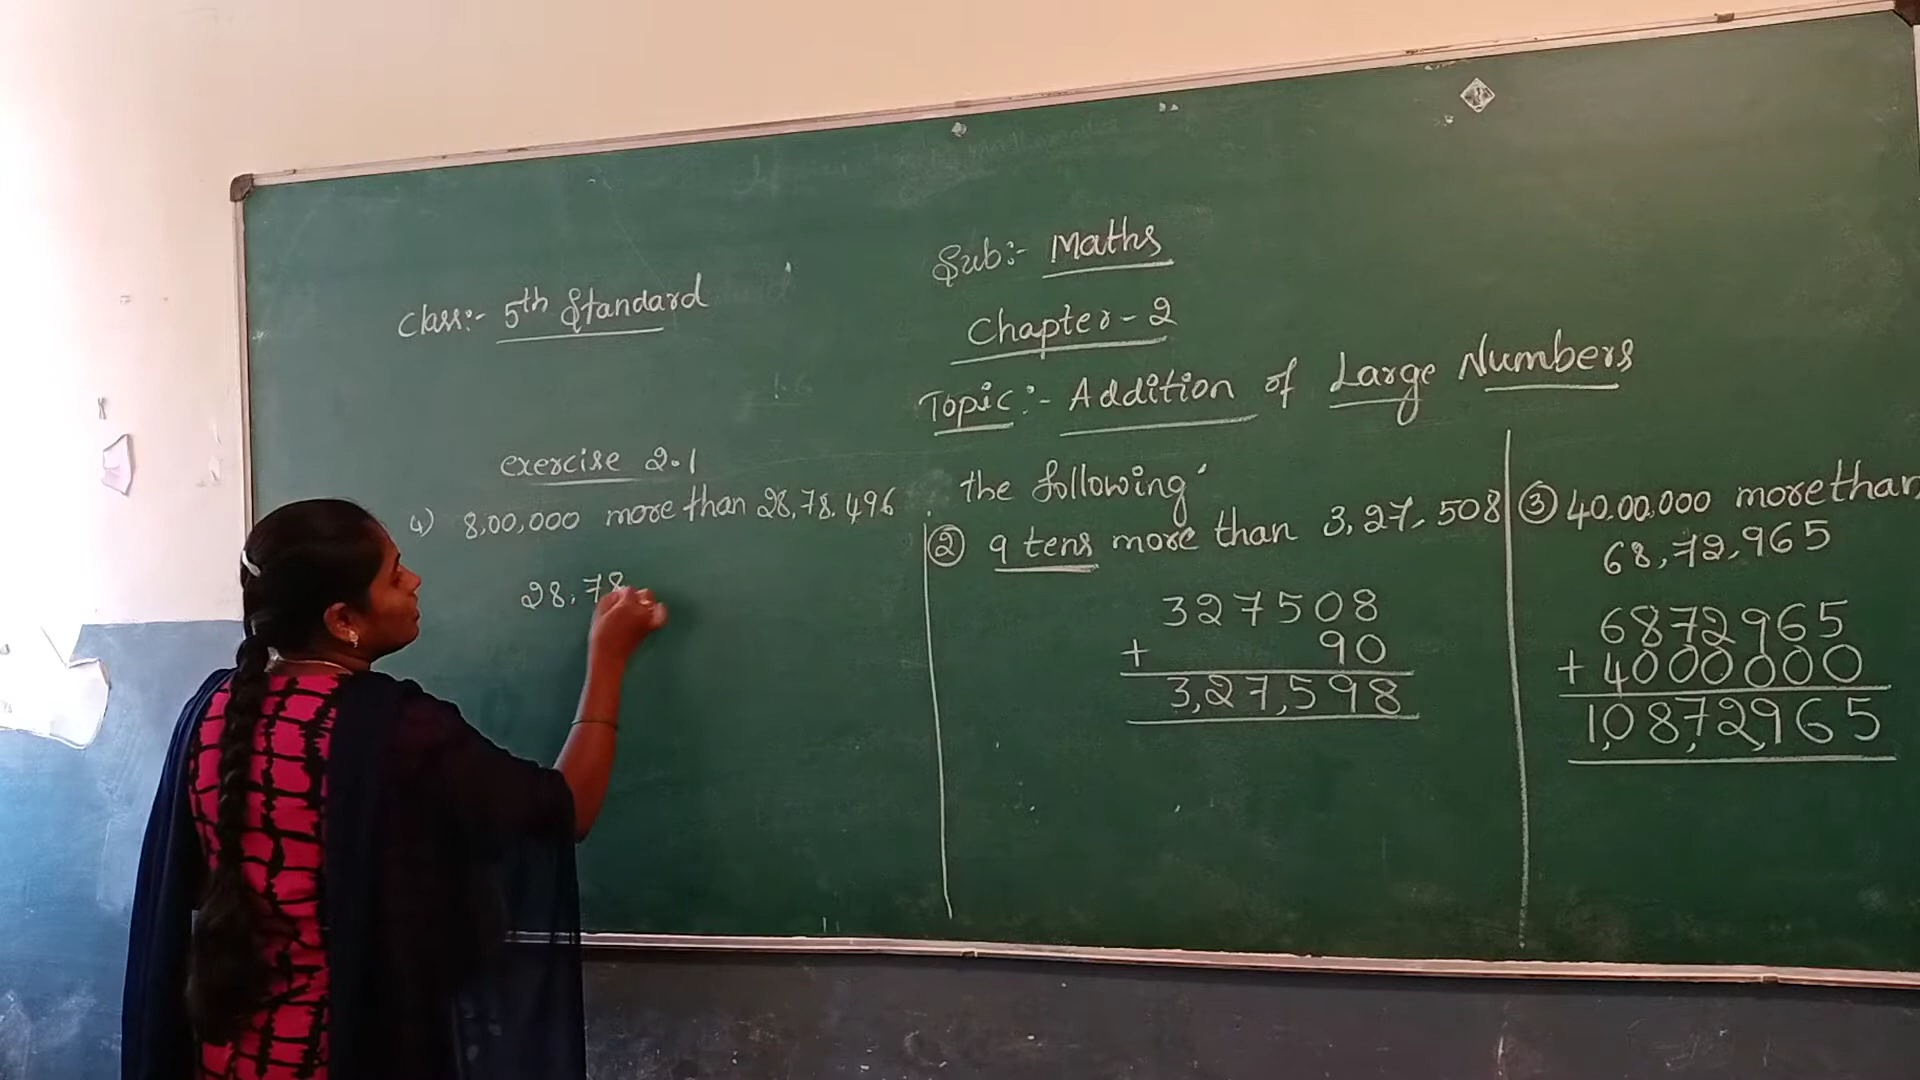 Sub:- Maths
Class:- 5th Standard
Chapter-2
Topic:- Addition of Large Numbers
exercise 2.1
4) 8,00,000 more than 28,78,496
28,78
the following
② 9 tens more than 3,27,508
327508
+ 90
3,27,598
③ 40,00,000 more than
68,72,965
6872965
+ 4000000
1,08,72,965